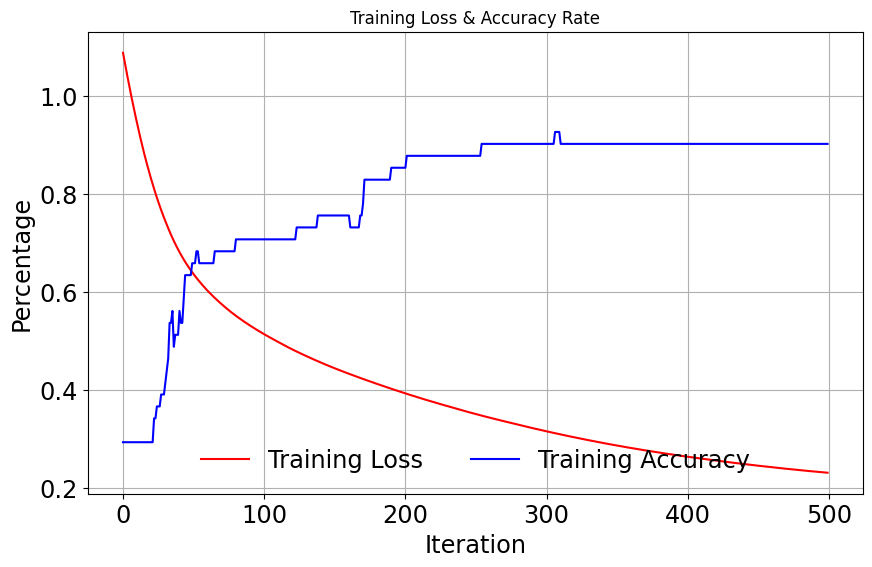 Training Loss & Accuracy Rate
Percentage
1.0
0.8
0.6
0.4
0.2
Training Loss
Training Accuracy
0 100 200 300 400 500
Iteration